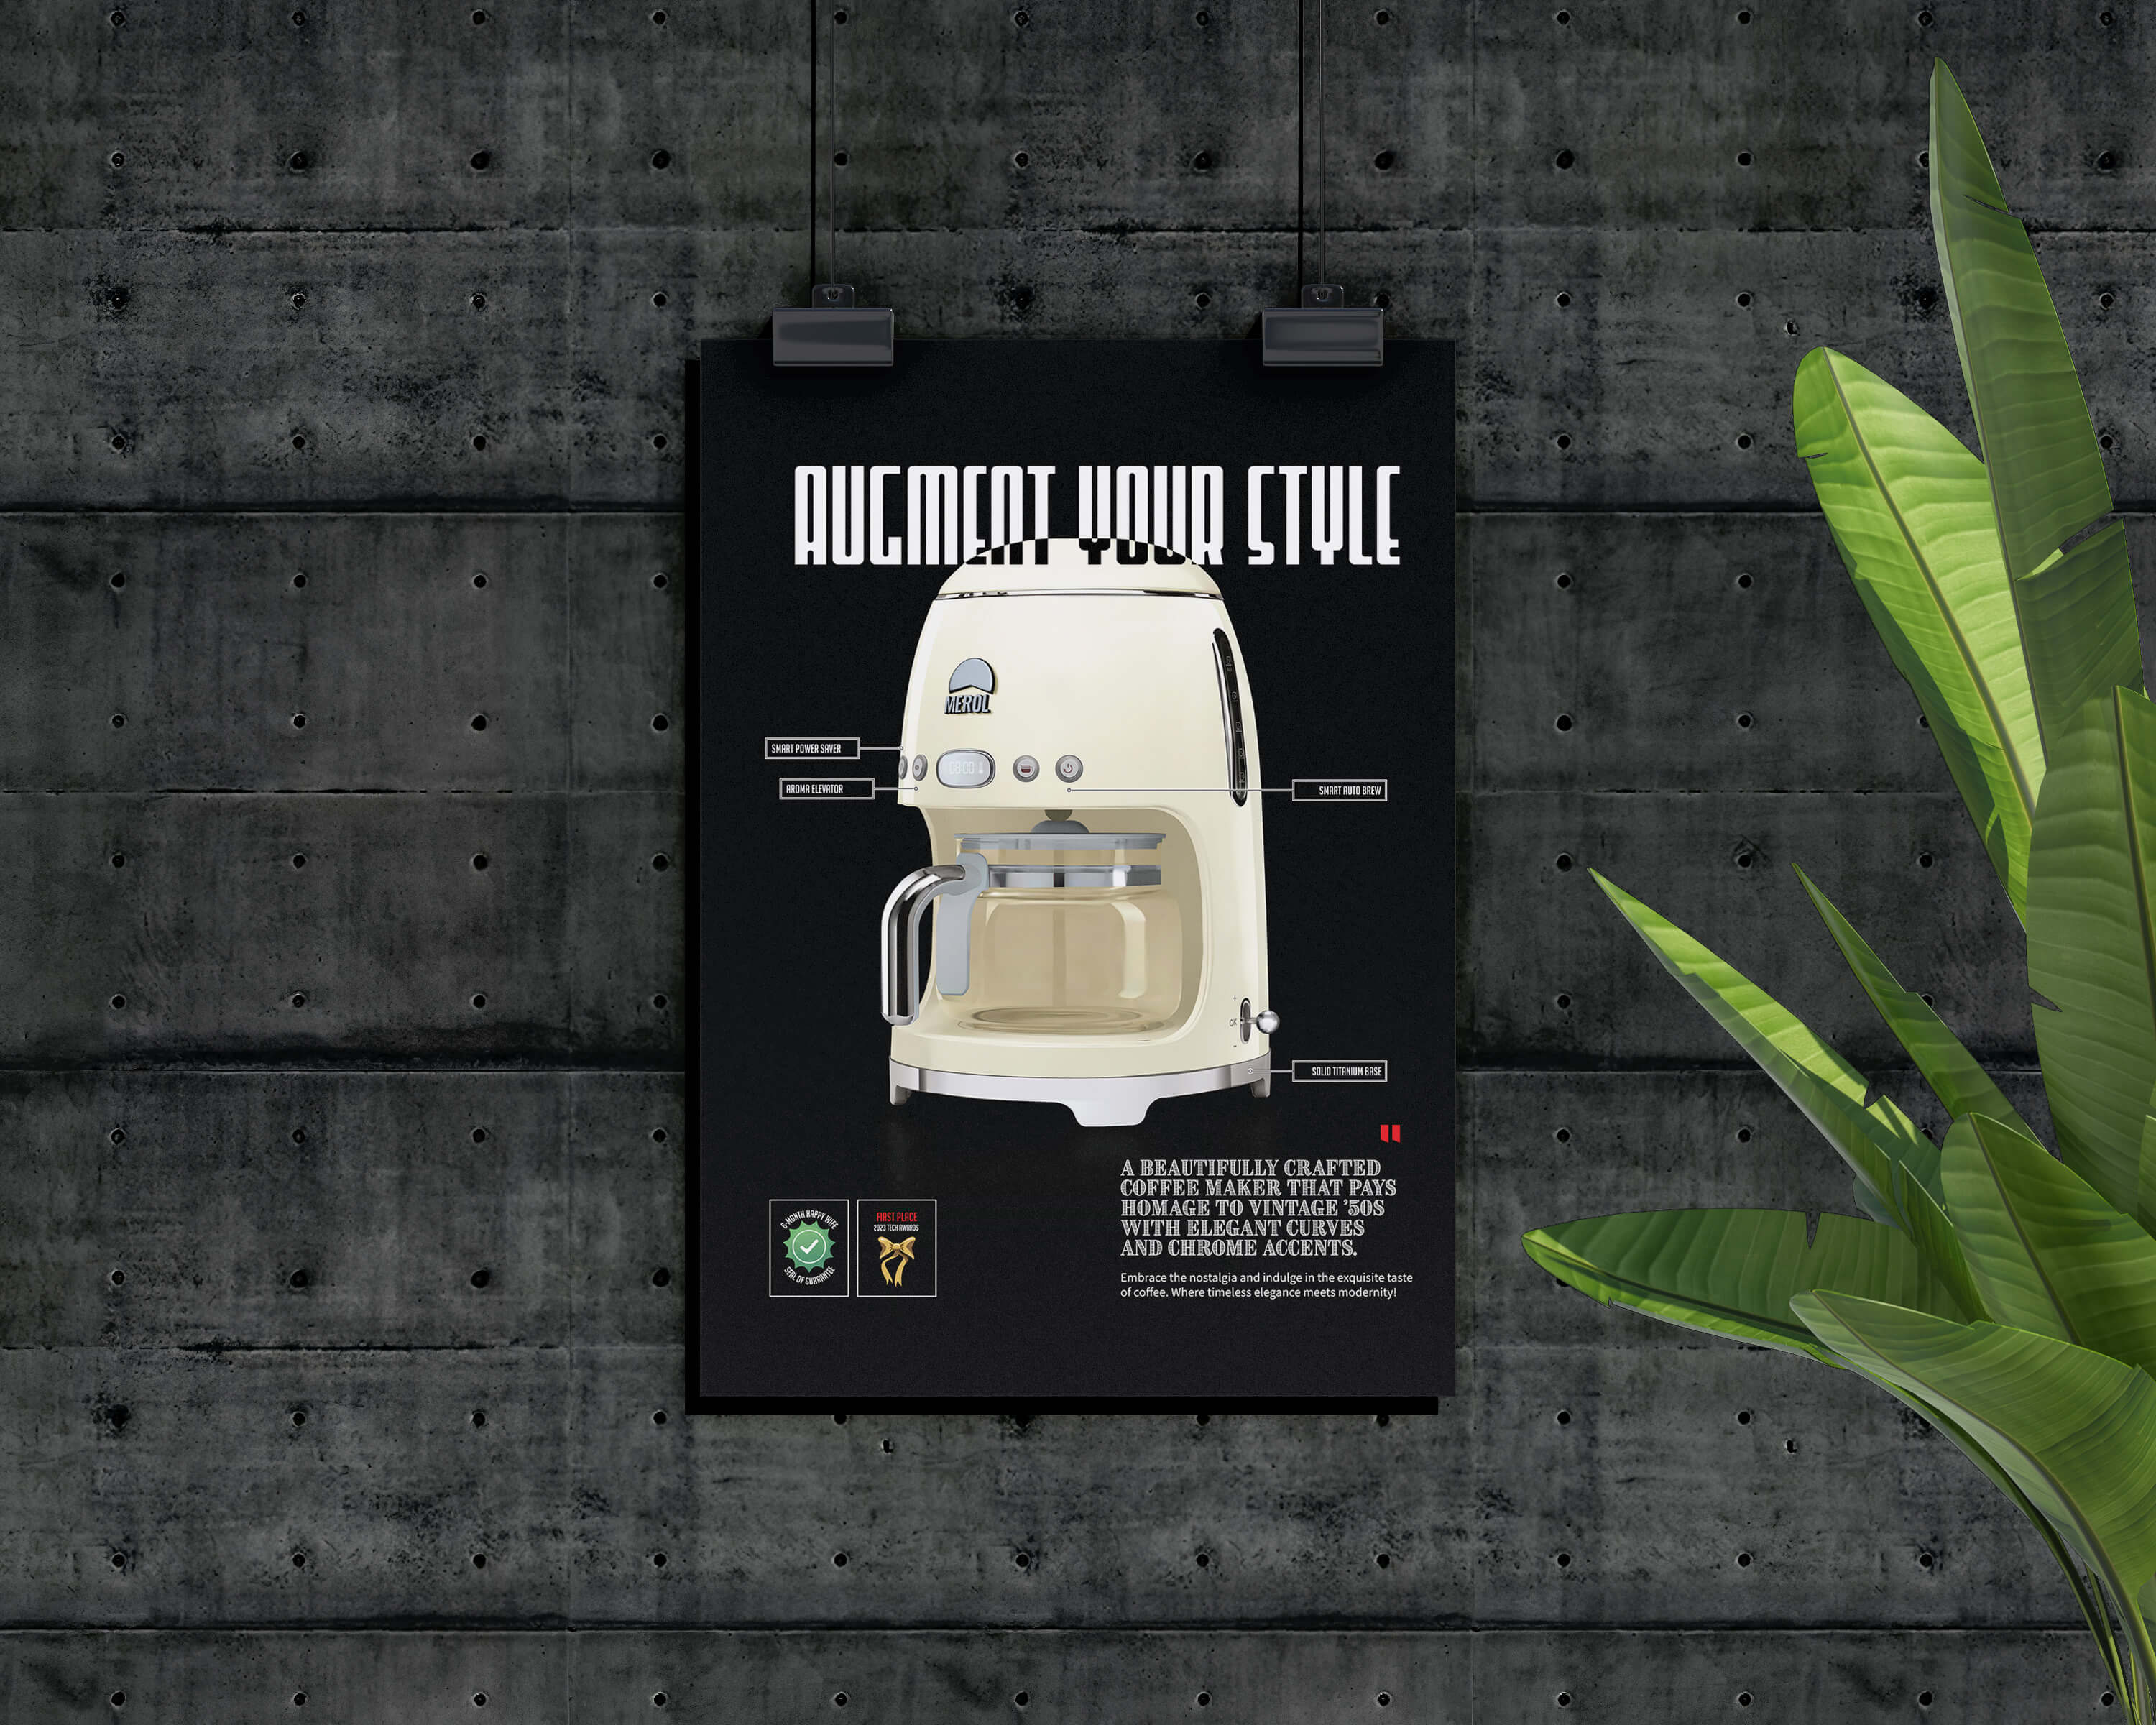 AUGMENT YOUR STYLE
MEROL
SMART POWER SAVER
08:00
AROMA ELEVATOR
SMART AUTO BREW
OK
SOLID TITANIUM BASE
"
A BEAUTIFULLY CRAFTED
COFFEE MAKER THAT PAYS
HOMAGE TO VINTAGE '50S
WITH ELEGANT CURVES
AND CHROME ACCENTS.
Embrace the nostalgia and indulge in the exquisite taste
of coffee. Where timeless elegance meets modernity!
6-MONTH HAPPY WIFE
SEAL OF GUARANTEE
FIRST PLACE
2023 TECH AWARDS